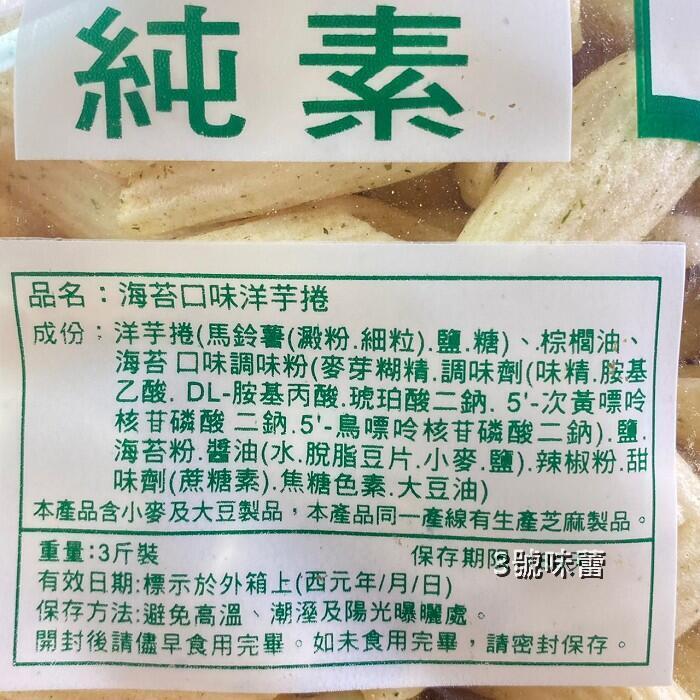 純素
品名：海苔口味洋芋捲
成份：洋芋捲(馬鈴薯(澱粉.細粒).鹽.糖)、棕櫚油、
海苔口味調味粉(麥芽糊精.調味劑(味精.胺基
乙酸. DL-胺基丙酸.琥珀酸二鈉. 5'-次黃嘌呤
核苷磷酸二鈉.5'-鳥嘌呤核苷磷酸二鈉).鹽.
海苔粉.醬油(水.脫脂豆片.小麥.鹽).辣椒粉.甜
味劑(蔗糖素).焦糖色素.大豆油)
本產品含小麥及大豆製品，本產品同一產線有生產芝麻製品。
重量:3斤裝 保存期限
3號味蕾
有效日期:標示於外箱上(西元年/月/日)
保存方法:避免高溫、潮溼及陽光曝曬處。
開封後請儘早食用完畢。如未食用完畢，請密封保存。